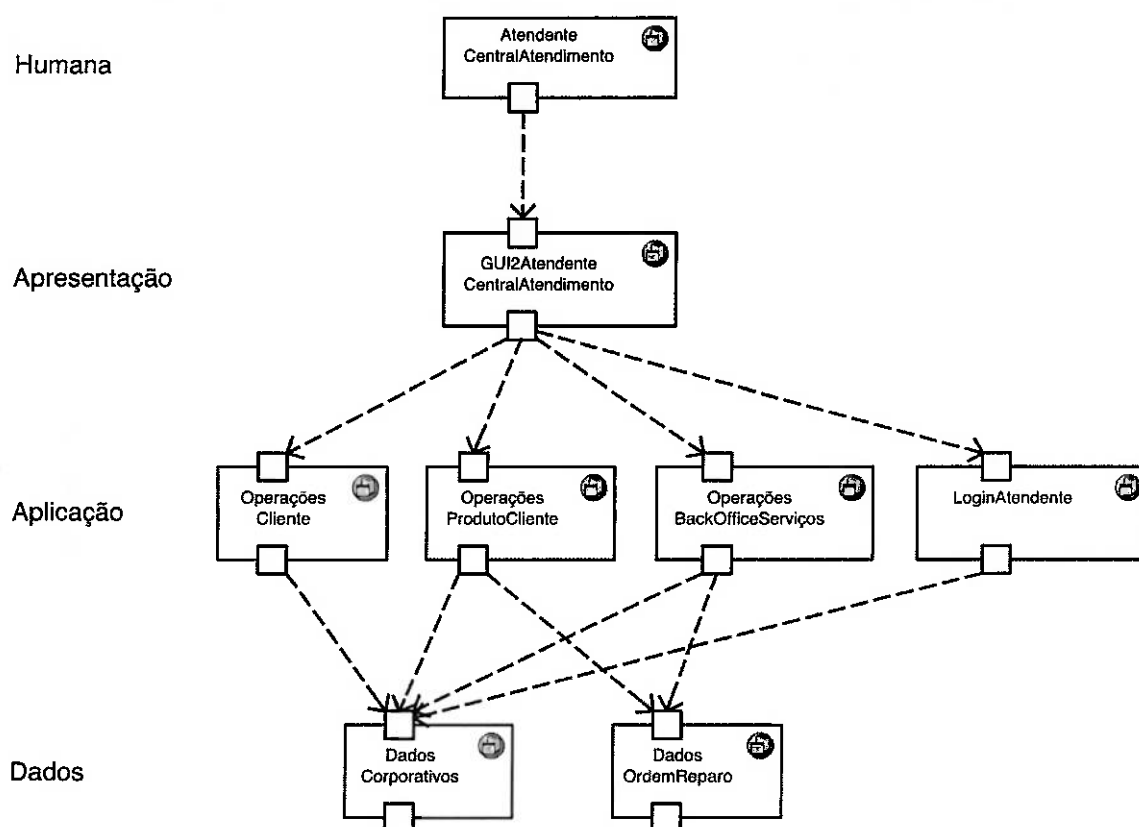 Humana
Atendente
CentralAtendimento
Apresentação
GUI2Atendente
CentralAtendimento
Aplicação
Operações
Cliente
Operações
ProdutoCliente
Operações
BackOfficeServiços
LoginAtendente
Dados
Dados
Corporativos
Dados
OrdemReparo